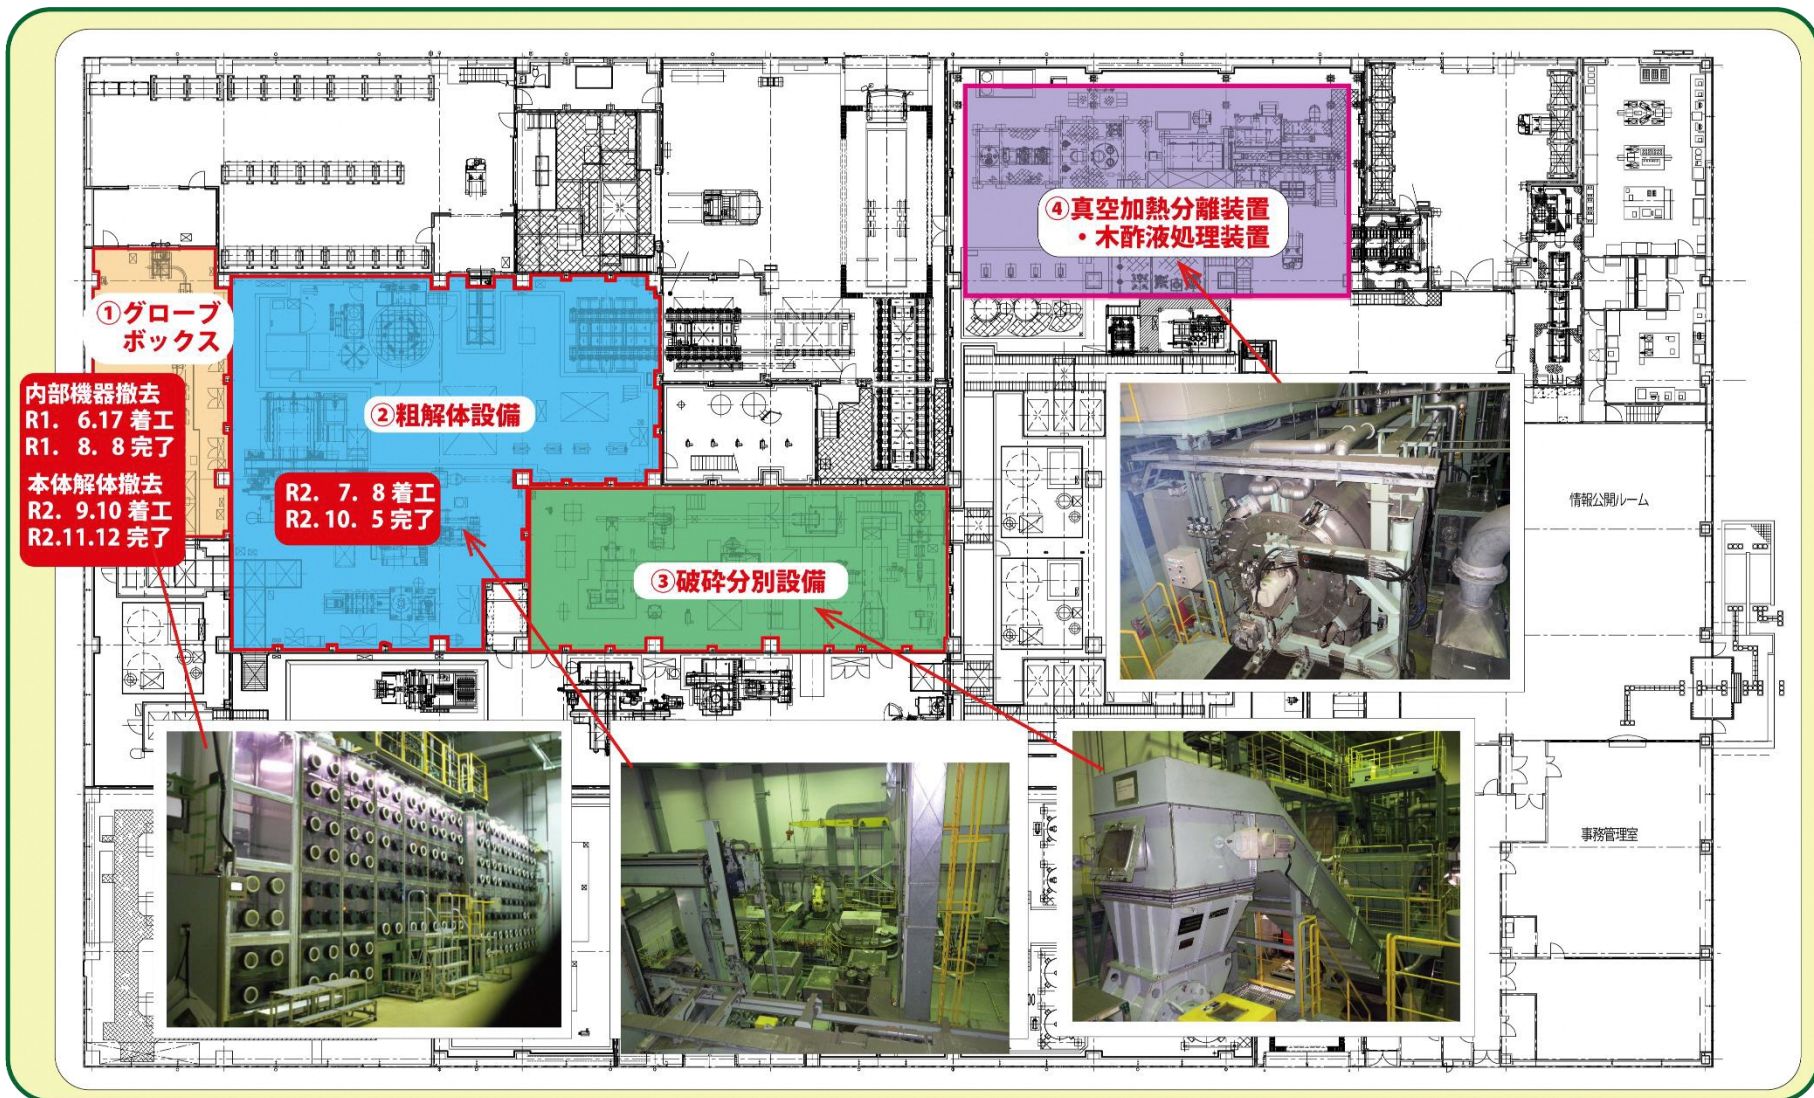 ①グローブ
ボックス
内部機器撤去
R1. 6.17 着工
R1. 8. 8 完了
本体解体撤去
R2. 9.10 着工
R2.11.12 完了
②粗解体設備
R2. 7. 8 着工
R2. 10. 5 完了
③破砕分別設備
④真空加熱分離装置
・木酢液処理装置
情報公開ルーム
事務管理室